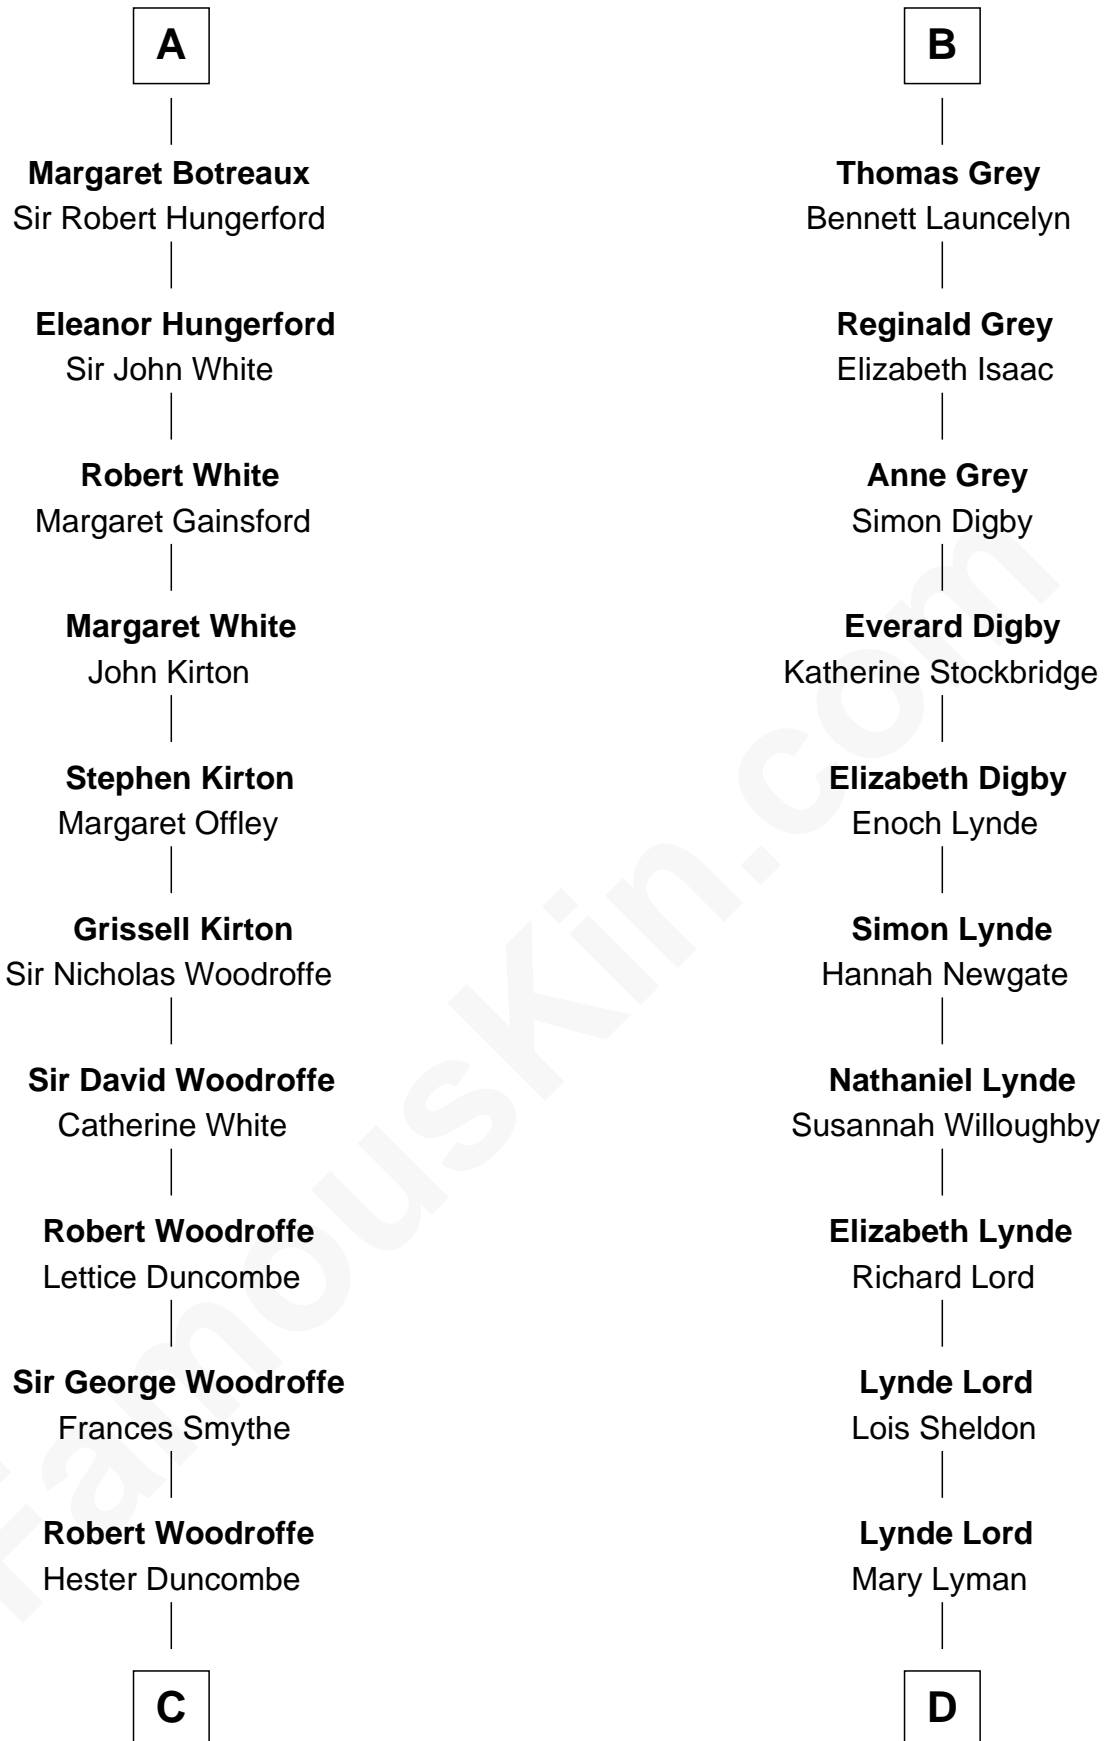 A
Margaret Botreaux
Sir Robert Hungerford
Eleanor Hungerford
Sir John White
Robert White
Margaret Gainsford
Margaret White
John Kirton
Stephen Kirton
Margaret Offley
Grissell Kirton
Sir Nicholas Woodroffe
Sir David Woodroffe
Catherine White
Robert Woodroffe
Lettice Duncombe
Sir George Woodroffe
Frances Smythe
Robert Woodroffe
Hester Duncombe
C
B
Thomas Grey
Bennett Launcelyn
Reginald Grey
Elizabeth Isaac
Anne Grey
Simon Digby
Everard Digby
Katherine Stockbridge
Elizabeth Digby
Enoch Lynde
Simon Lynde
Hannah Newgate
Nathaniel Lynde
Susannah Willoughby
Elizabeth Lynde
Richard Lord
Lynde Lord
Lois Sheldon
Lynde Lord
Mary Lyman
D
FamousKin.com